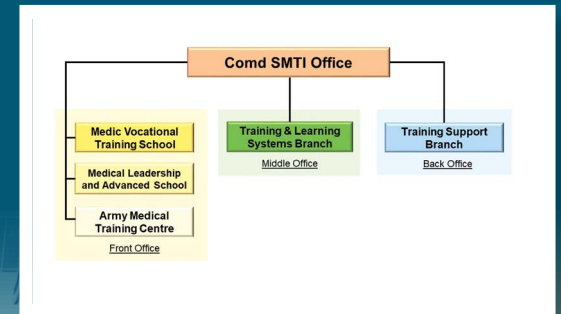 Comd SMTI Office
Medic Vocational
Training School
Medical Leadership
and Advanced School
Army Medical
Training Centre
Front Office
Training & Learning
Systems Branch
Middle Office
Training Support
Branch
Back Office